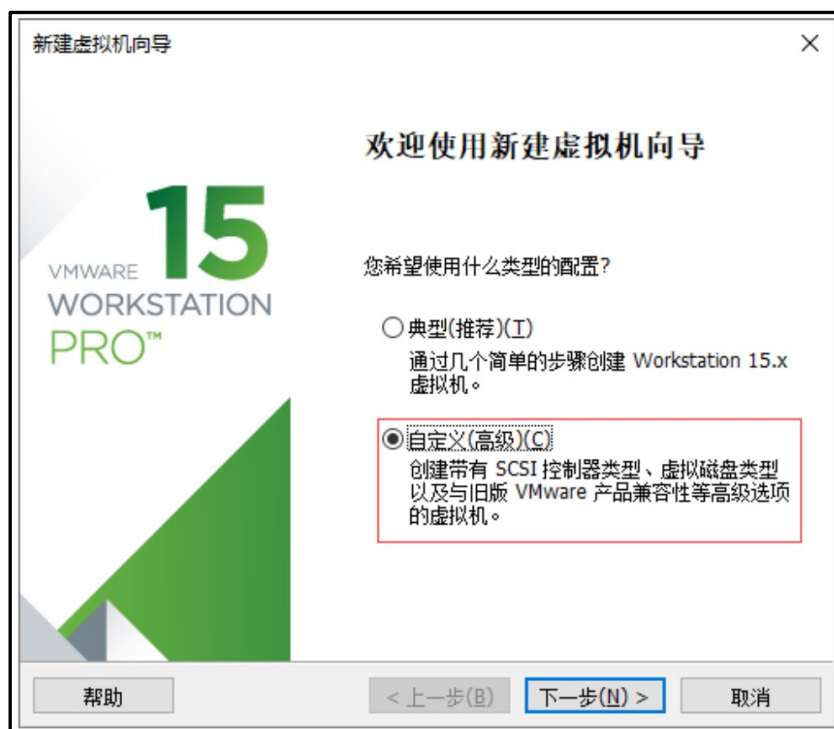 新建虚拟机向导
欢迎使用新建虚拟机向导
VMWARE 15
WORKSTATION
PRO™
您希望使用什么类型的配置?
典型(推荐)(T)
通过几个简单的步骤创建 Workstation 15.x
虚拟机。
自定义(高级)(C)
创建带有 SCSI 控制器类型、虚拟磁盘类型
以及与旧版 VMware 产品兼容性等高级选项
的虚拟机。
帮助
< 上一步(B)
下一步(N) >
取消